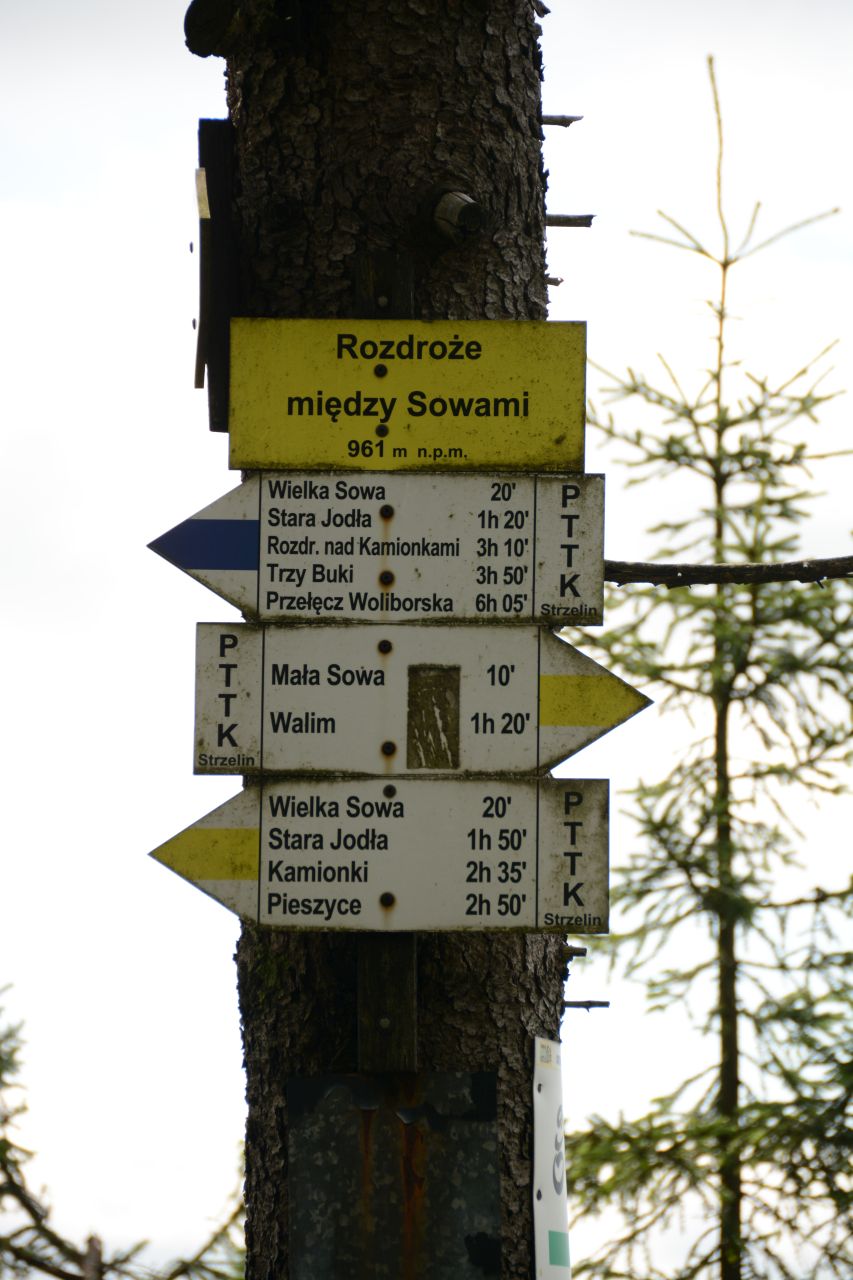 Rozdroże
między Sowami
961 m n.p.m.
Wielka Sowa 20'
Stara Jodła 1h 20'
Rozdr. nad Kamionkami 3h 10'
Trzy Buki 3h 50'
Przełęcz Woliborska 6h 05'
PTTK
Strzelin
PTTK
Strzelin
Mała Sowa 10'
Walim 1h 20'
Wielka Sowa 20'
Stara Jodła 1h 50'
Kamionki 2h 35'
Pieszyce 2h 50'
PTTK
Strzelin